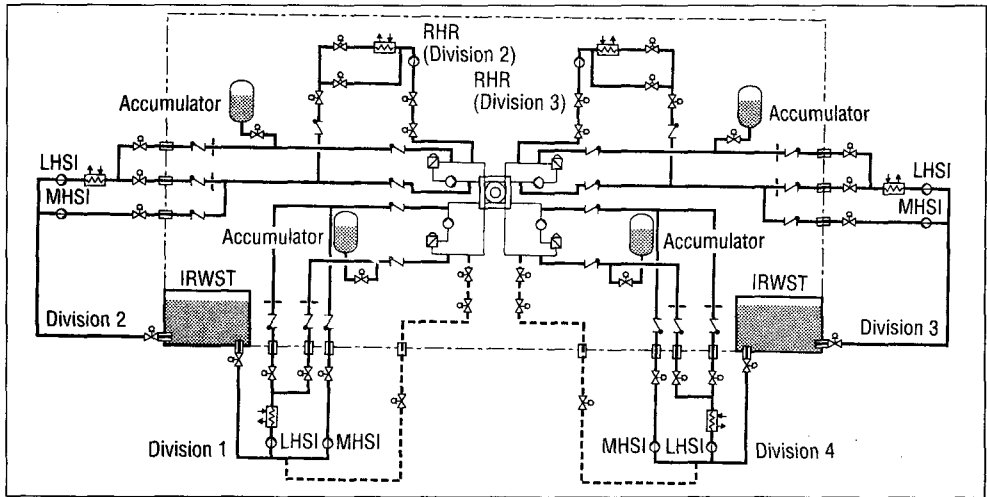 RHR
(Division 2)
RHR
(Division 3)
Accumulator
Accumulator
LHSI
MHSI
LHSI
MHSI
Accumulator
Accumulator
IRWST
IRWST
Division 2
Division 3
Division 1
LHSI
MHSI
MHSI
LHSI
Division 4